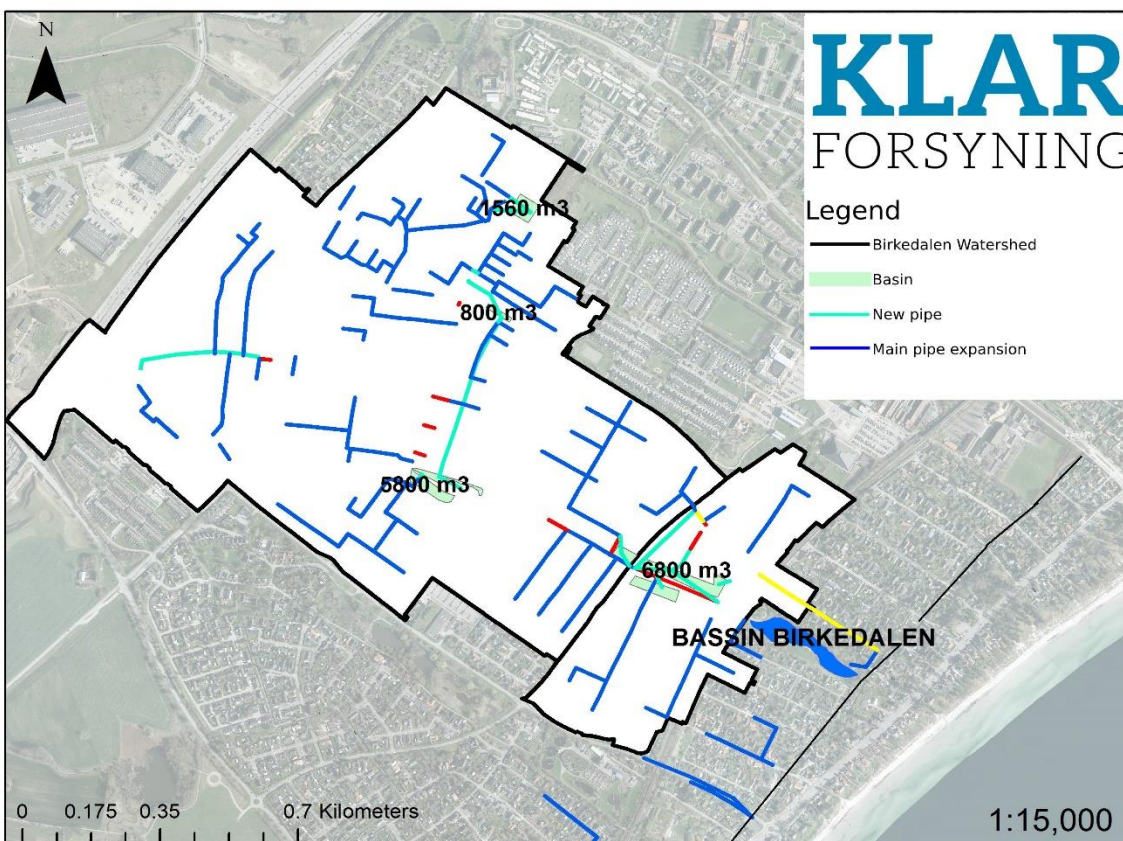 N
KLAR
FORSYNING
Legend
Birkedalen Watershed
Basin
New pipe
Main pipe expansion
1560 m3
800 m3
5800 m3
6800 m3
BASSIN BIRKEDALEN
0 0.175 0.35 0.7 Kilometers
1:15,000